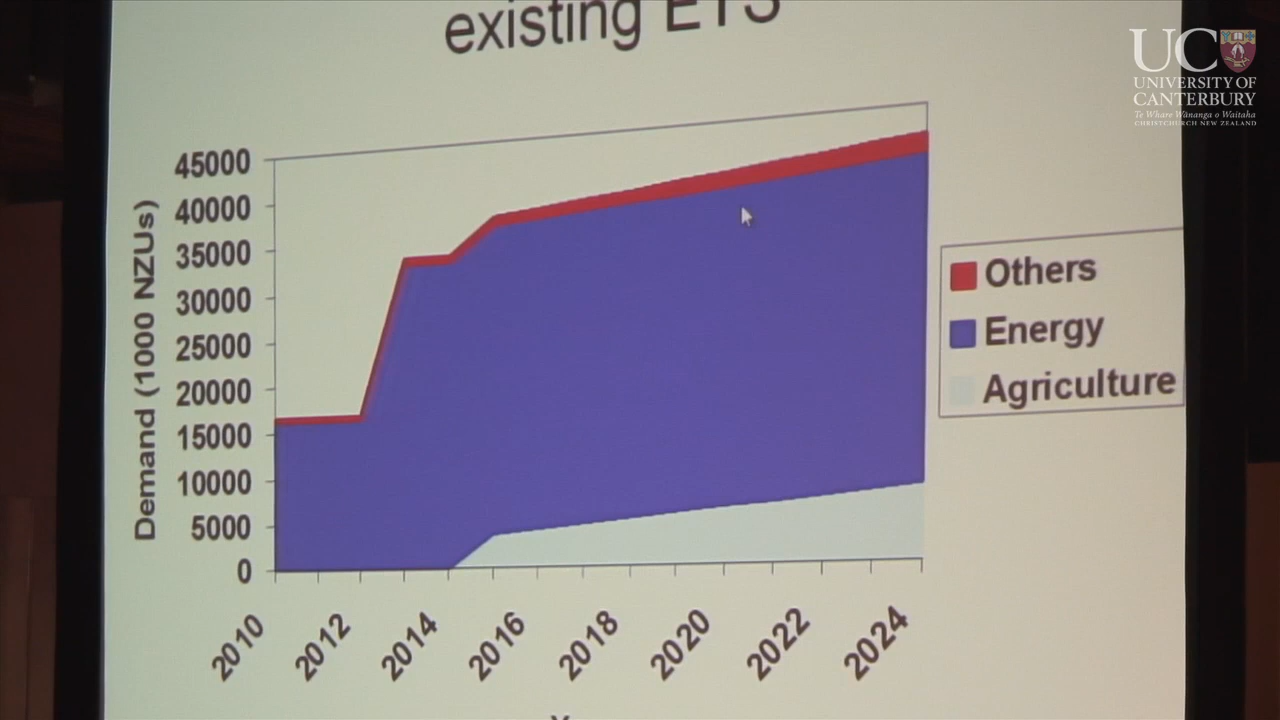 existing ETS
UC
UNIVERSITY OF
CANTERBURY
Te Whare Wānanga o Waitaha
CHRISTCHURCH NEW ZEALAND
Demand (1000 NZUs)
45000
40000
35000
30000
25000
20000
15000
10000
5000
0
2010
2012
2014
2016
2018
2020
2022
2024
Others
Energy
Agriculture